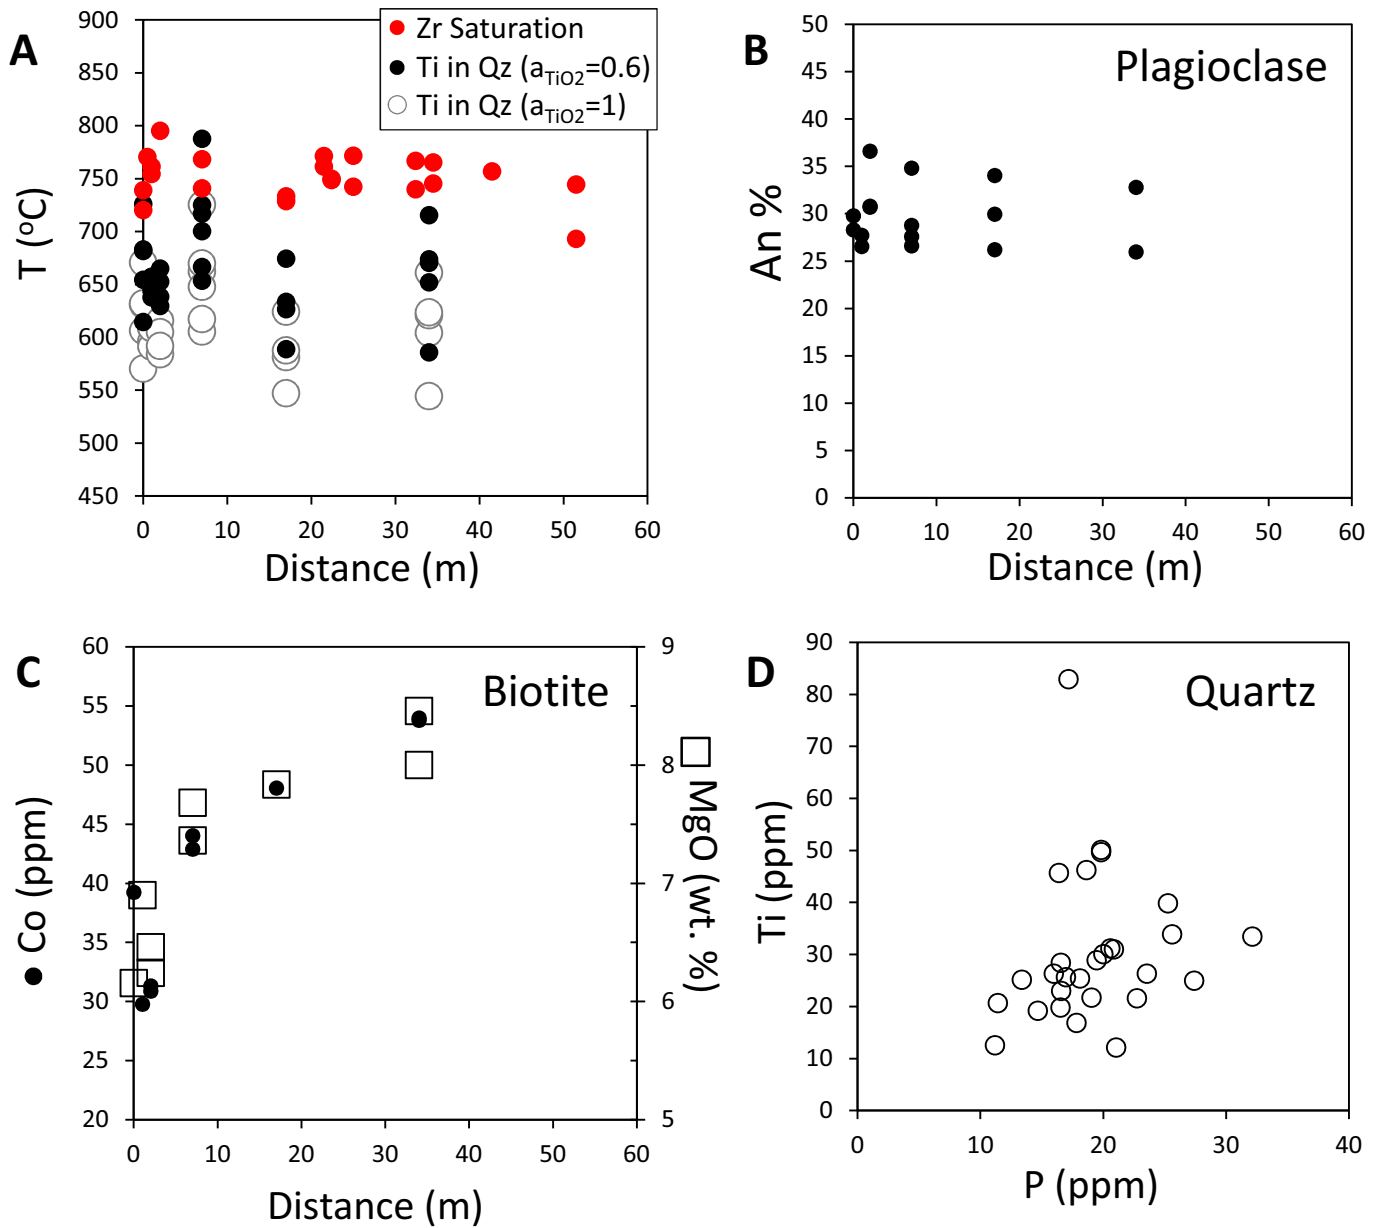 A
900
850
800
750
700
650
600
550
500
450
T (°C)
Zr Saturation
Ti in Qz (aTiO2=0.6)
Ti in Qz (aTiO2=1)
0 10 20 30 40 50 60
Distance (m)
B
Plagioclase
50
45
40
35
30
25
20
15
10
5
0
An %
0 10 20 30 40 50 60
Distance (m)
C
Biotite
60
55
50
45
40
35
30
25
20
Co (ppm)
9
8
7
6
5
MgO (wt. %)
0 10 20 30 40 50 60
Distance (m)
D
Quartz
90
80
70
60
50
40
30
20
10
0
Ti (ppm)
0 10 20 30 40
P (ppm)